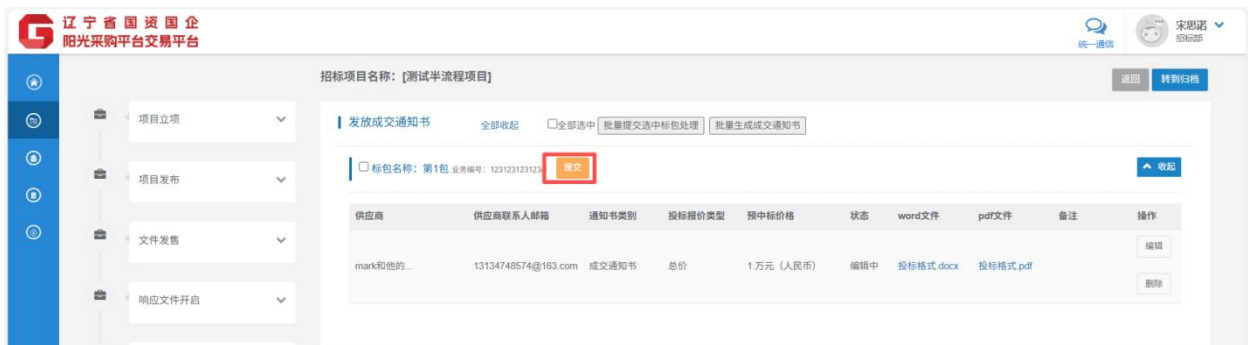 辽宁省国资国企
阳光采购平台交易平台
统一通信
宋思诺
招标部
招标项目名称：[测试半流程项目]
返回 转到归档
项目立项
项目发布
文件发售
响应文件开启
发放成交通知书 全部收起 全部选中 批量提交选中标包处理 批量生成成交通知书
标包名称：第1包 业务编号：123123123123 提交 收起
供应商 供应商联系人邮箱 通知书类别 投标报价类型 预中标价格 状态 word文件 pdf文件 备注 操作
mark和他的... 13134748574@163.com 成交通知书 总价 1万元（人民币） 编辑中 投标格式.docx 投标格式.pdf 编辑
删除